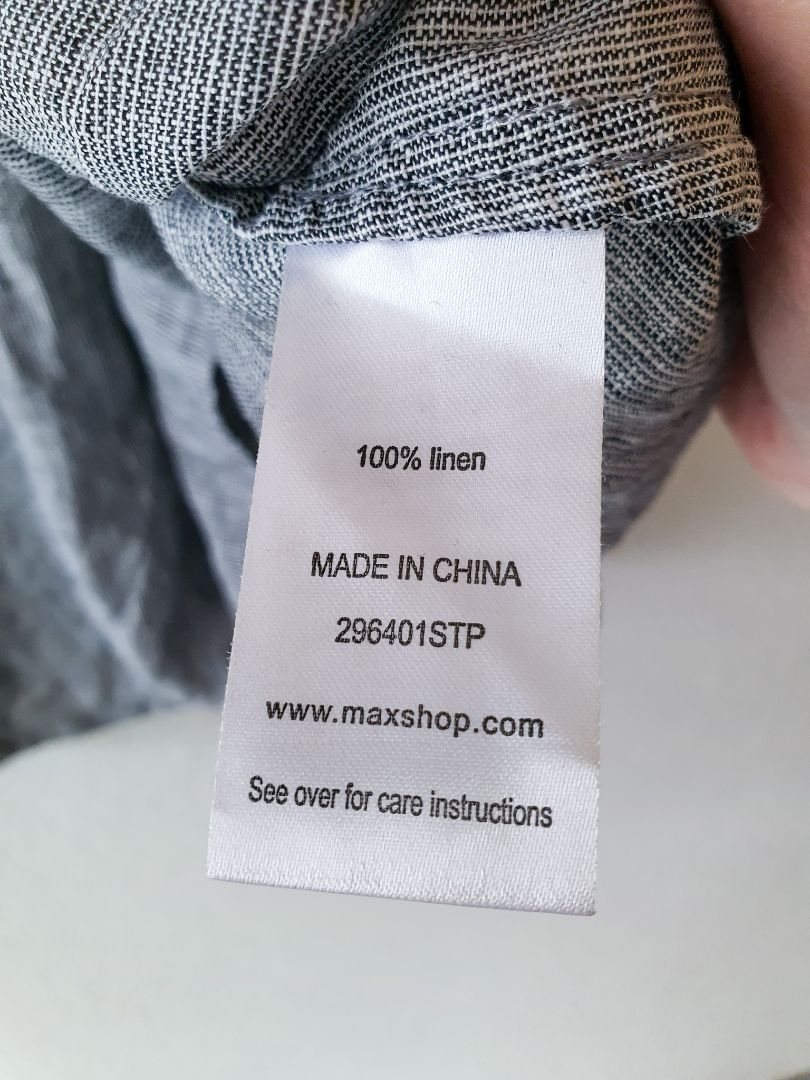 100% linen
MADE IN CHINA
296401STP
www.maxshop.com
See over for care instructions